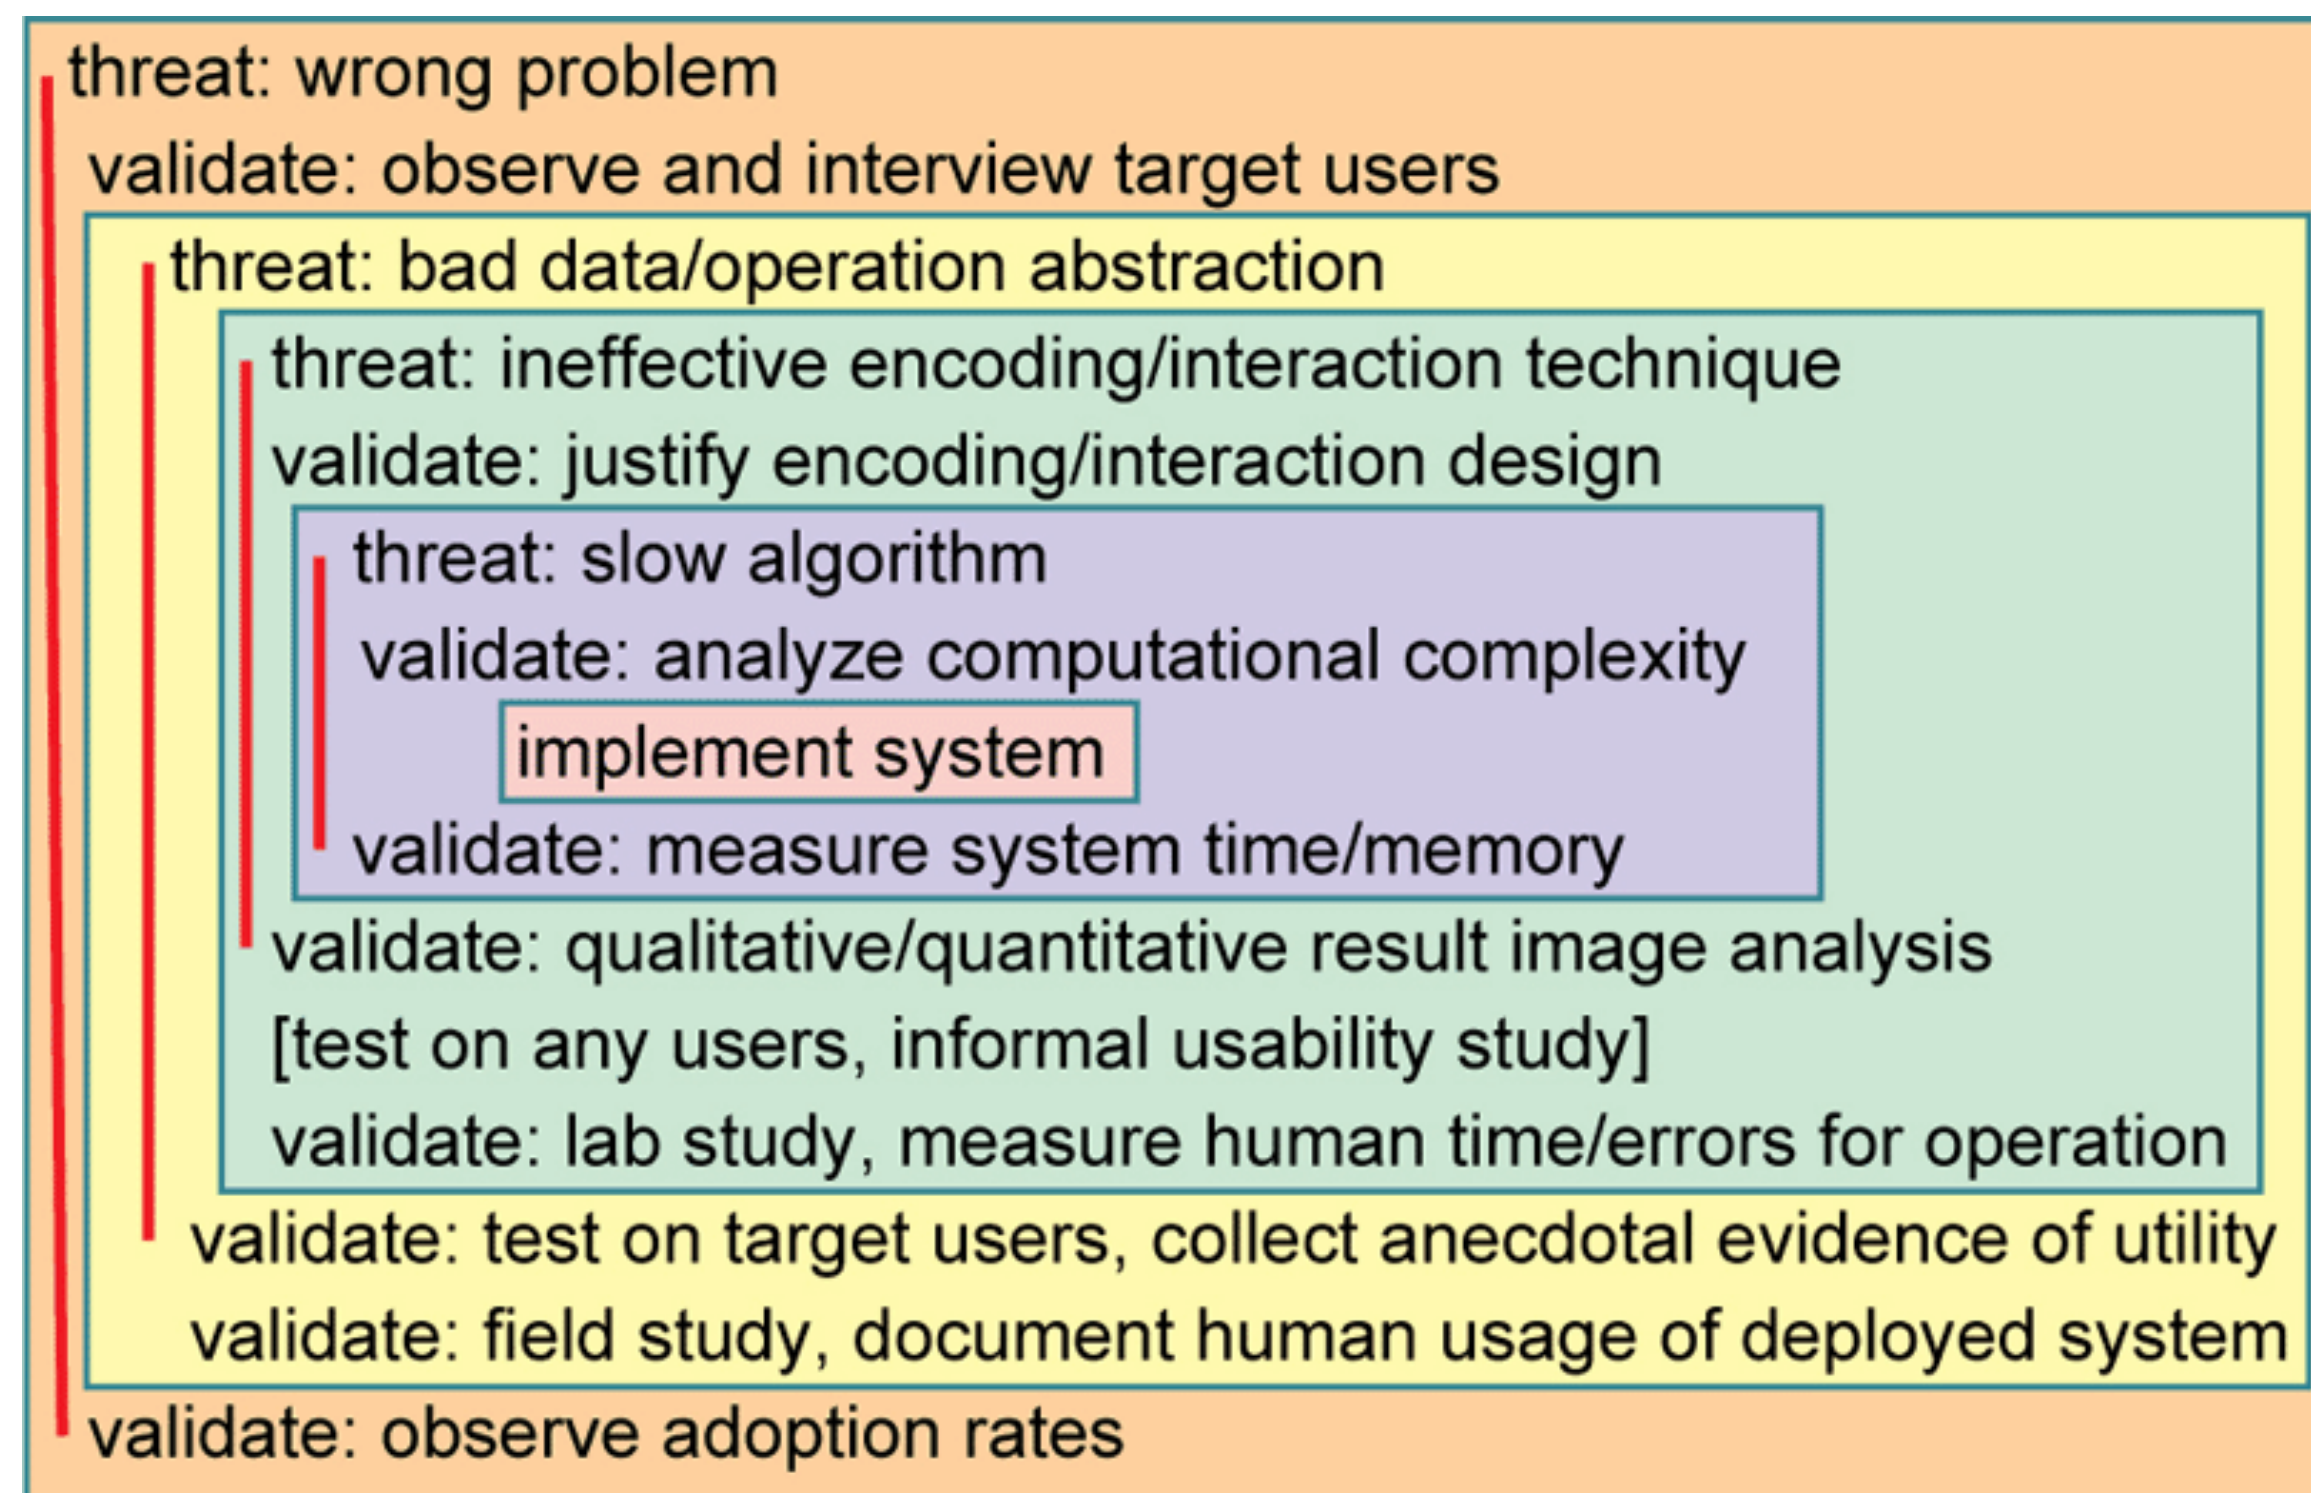 threat: wrong problem
validate: observe and interview target users
threat: bad data/operation abstraction
threat: ineffective encoding/interaction technique
validate: justify encoding/interaction design
threat: slow algorithm
validate: analyze computational complexity
implement system
validate: measure system time/memory
validate: qualitative/quantitative result image analysis
[test on any users, informal usability study]
validate: lab study, measure human time/errors for operation
validate: test on target users, collect anecdotal evidence of utility
validate: field study, document human usage of deployed system
validate: observe adoption rates